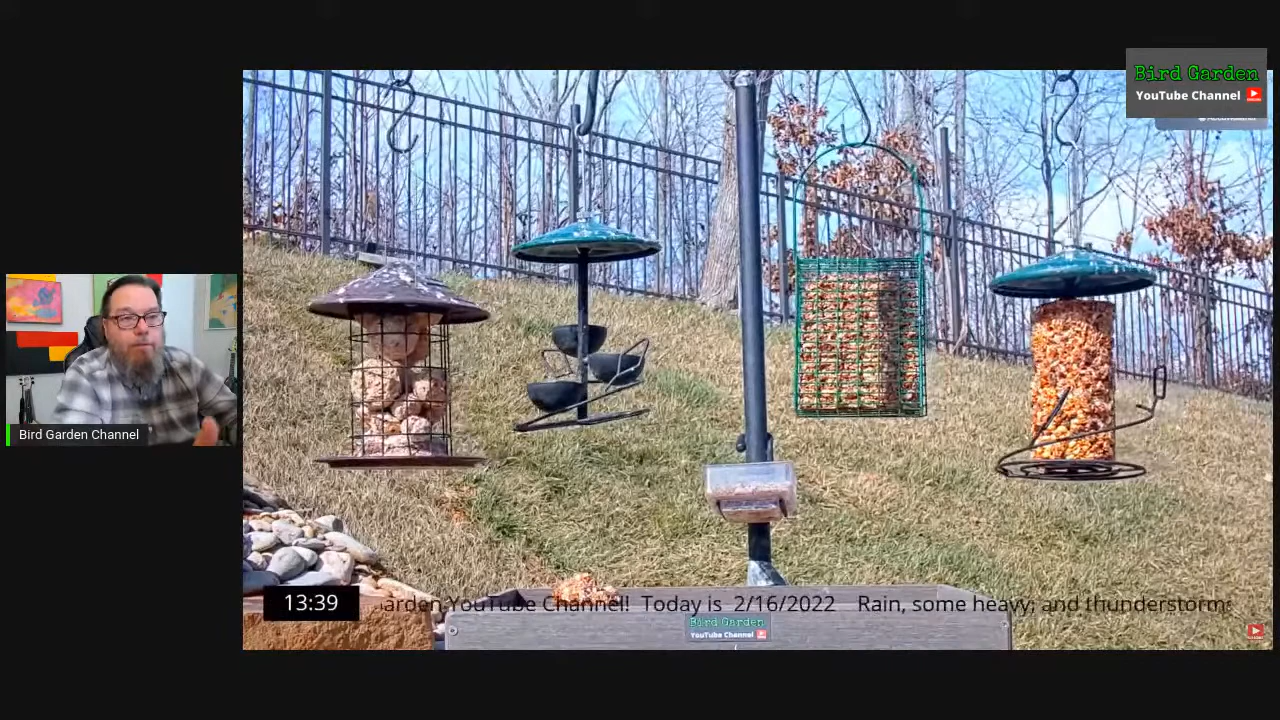 Bird Garden
YouTube Channel
Bird Garden Channel
13:39
arden YouTube Channel! Today is 2/16/2022 Rain, some heavy, and thunderstorms
Bird Garden
YouTube Channel